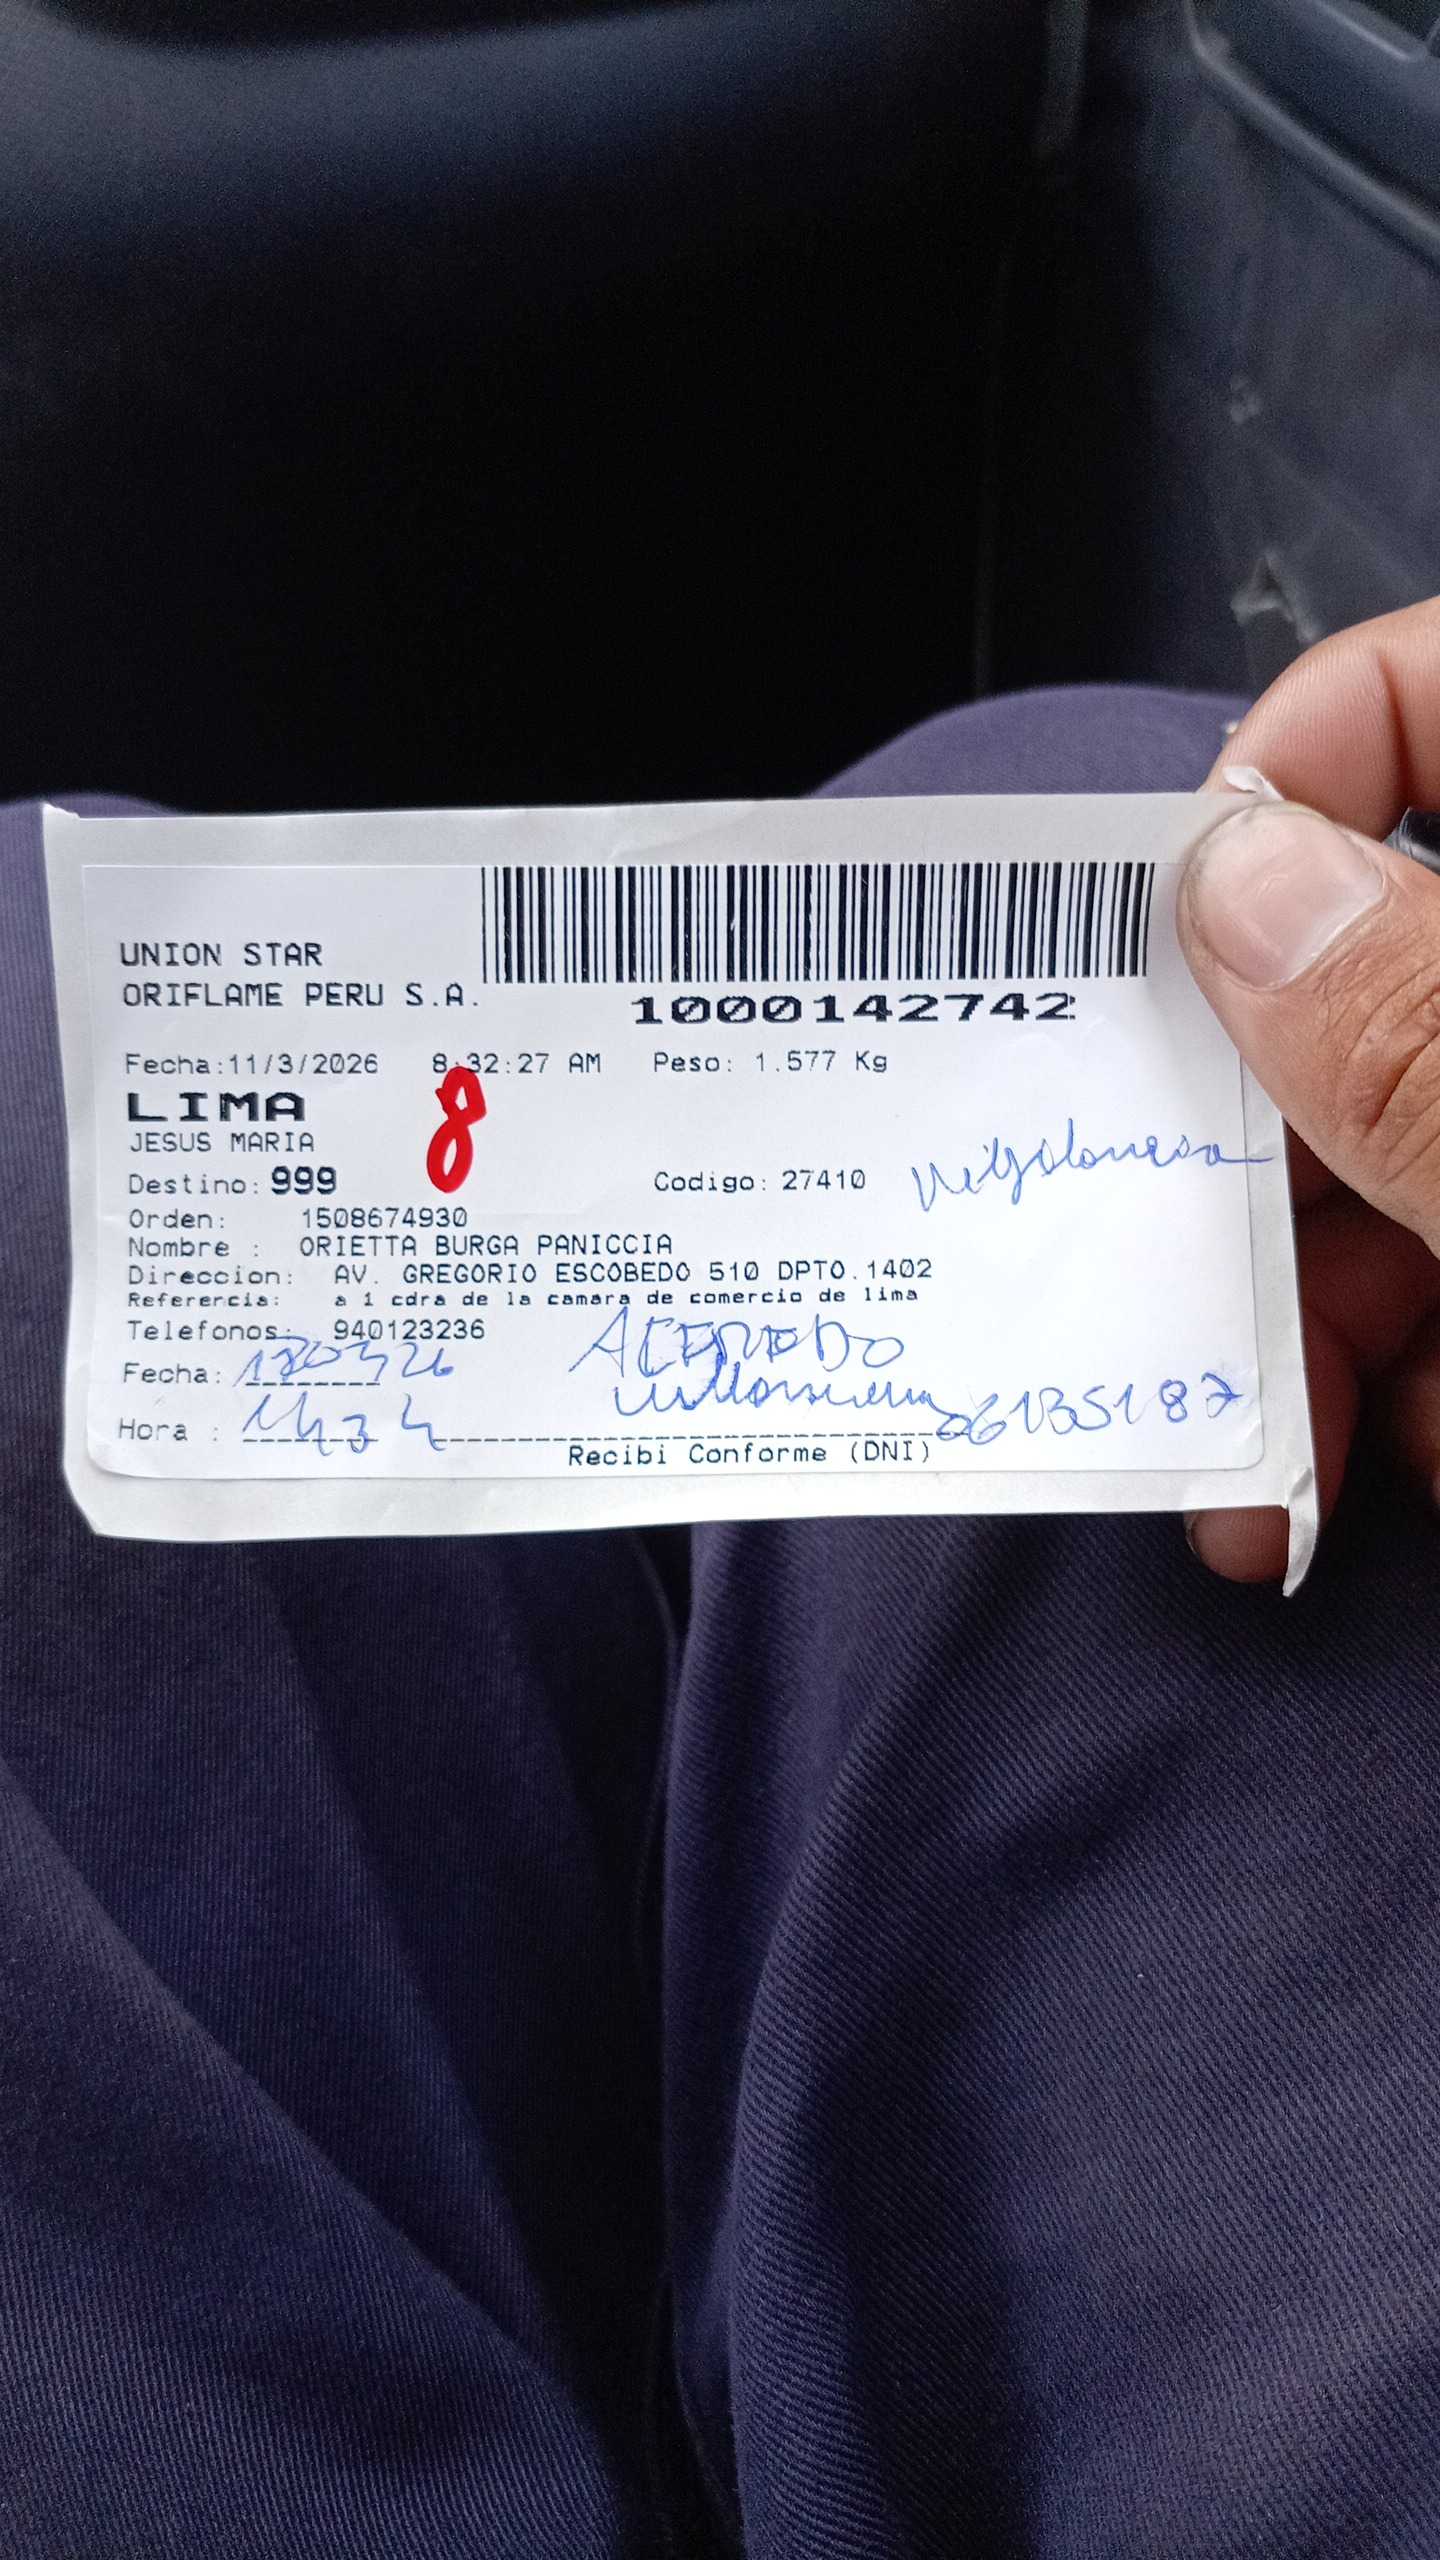 UNION STAR
ORIFLAME PERU S.A.
1000142742
Fecha:11/3/2026 8:32:27 AM Peso: 1.577 Kg
LIMA
8
JESUS MARIA
Destino: 999 Codigo: 27410
Orden: 1508674930
Nombre : ORIETTA BURGA PANICCIA
Direccion: AV. GREGORIO ESCOBEDO 510 DPTO.1402
Referencia: a 1 cdra de la camara de comercio de lima
Telefonos: 940123236
ACEVEDO
Fecha:
Hora :
Recibi Conforme (DNI)